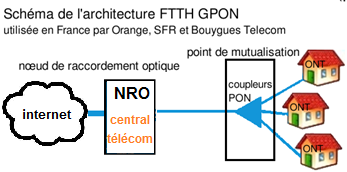 Schéma de l'architecture FTTH GPON
utilisée en France par Orange, SFR et Bouygues Telecom
point de mutualisation
nœud de raccordement optique
internet
NRO
central
télécom
coupleurs
PON
ONT
ONT
ONT